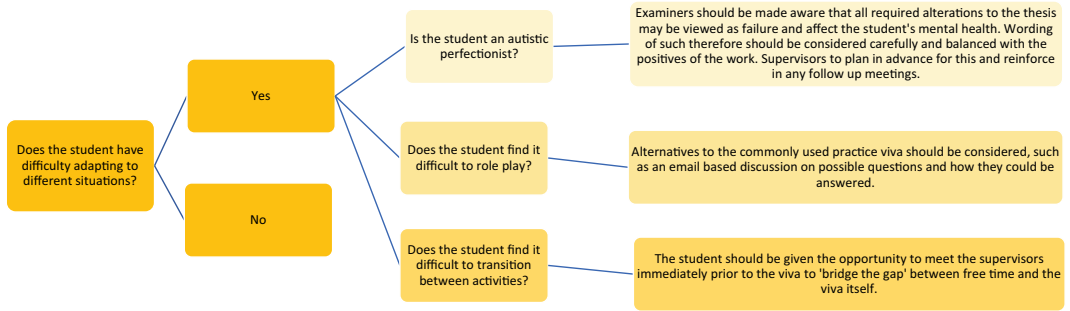 Does the student have
difficulty adapting to
different situations?
Yes
No
Is the student an autistic
perfectionist?
Examiners should be made aware that all required alterations to the thesis
may be viewed as failure and affect the student's mental health. Wording
of such therefore should be considered carefully and balanced with the
positives of the work. Supervisors to plan in advance for this and reinforce
in any follow up meetings.
Does the student find it
difficult to role play?
Alternatives to the commonly used practice viva should be considered, such
as an email based discussion on possible questions and how they could be
answered.
Does the student find it
difficult to transition
between activities?
The student should be given the opportunity to meet the supervisors
immediately prior to the viva to 'bridge the gap' between free time and the
viva itself.